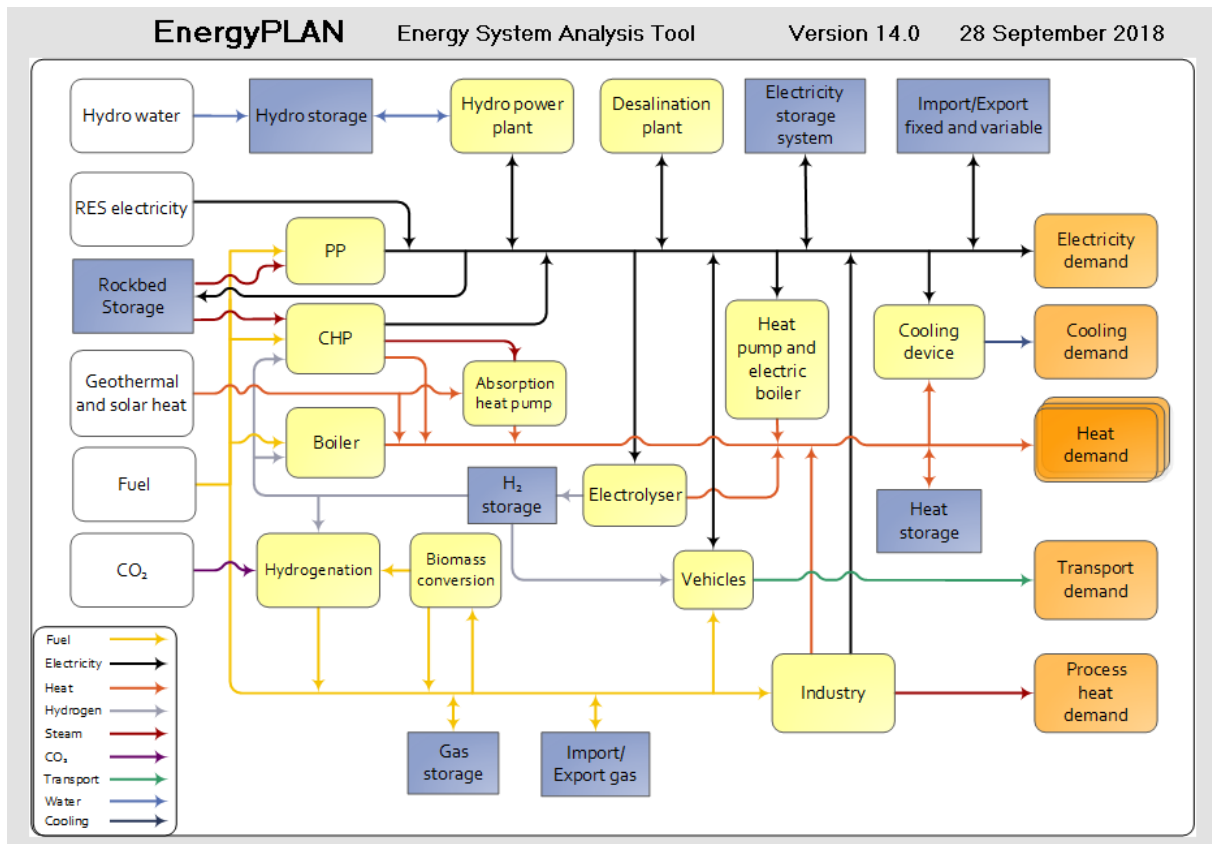 EnergyPLAN Energy System Analysis Tool Version 14.0 28 September 2018
Hydro water
Hydro storage
Hydro power
plant
Desalination
plant
Electricity
storage
system
Import/Export
fixed and variable
RES electricity
PP
Electricity
demand
Rockbed
Storage
CHP
Heat
pump and
electric
boiler
Cooling
device
Cooling
demand
Geothermal
and solar heat
Absorption
heat pump
Boiler
Heat
demand
Fuel
H₂
storage
Electrolyser
Heat
storage
CO₂
Hydrogenation
Biomass
conversion
Vehicles
Transport
demand
Fuel
Electricity
Heat
Hydrogen
Steam
CO₂
Transport
Water
Cooling
Industry
Process
heat
demand
Gas
storage
Import/
Export gas